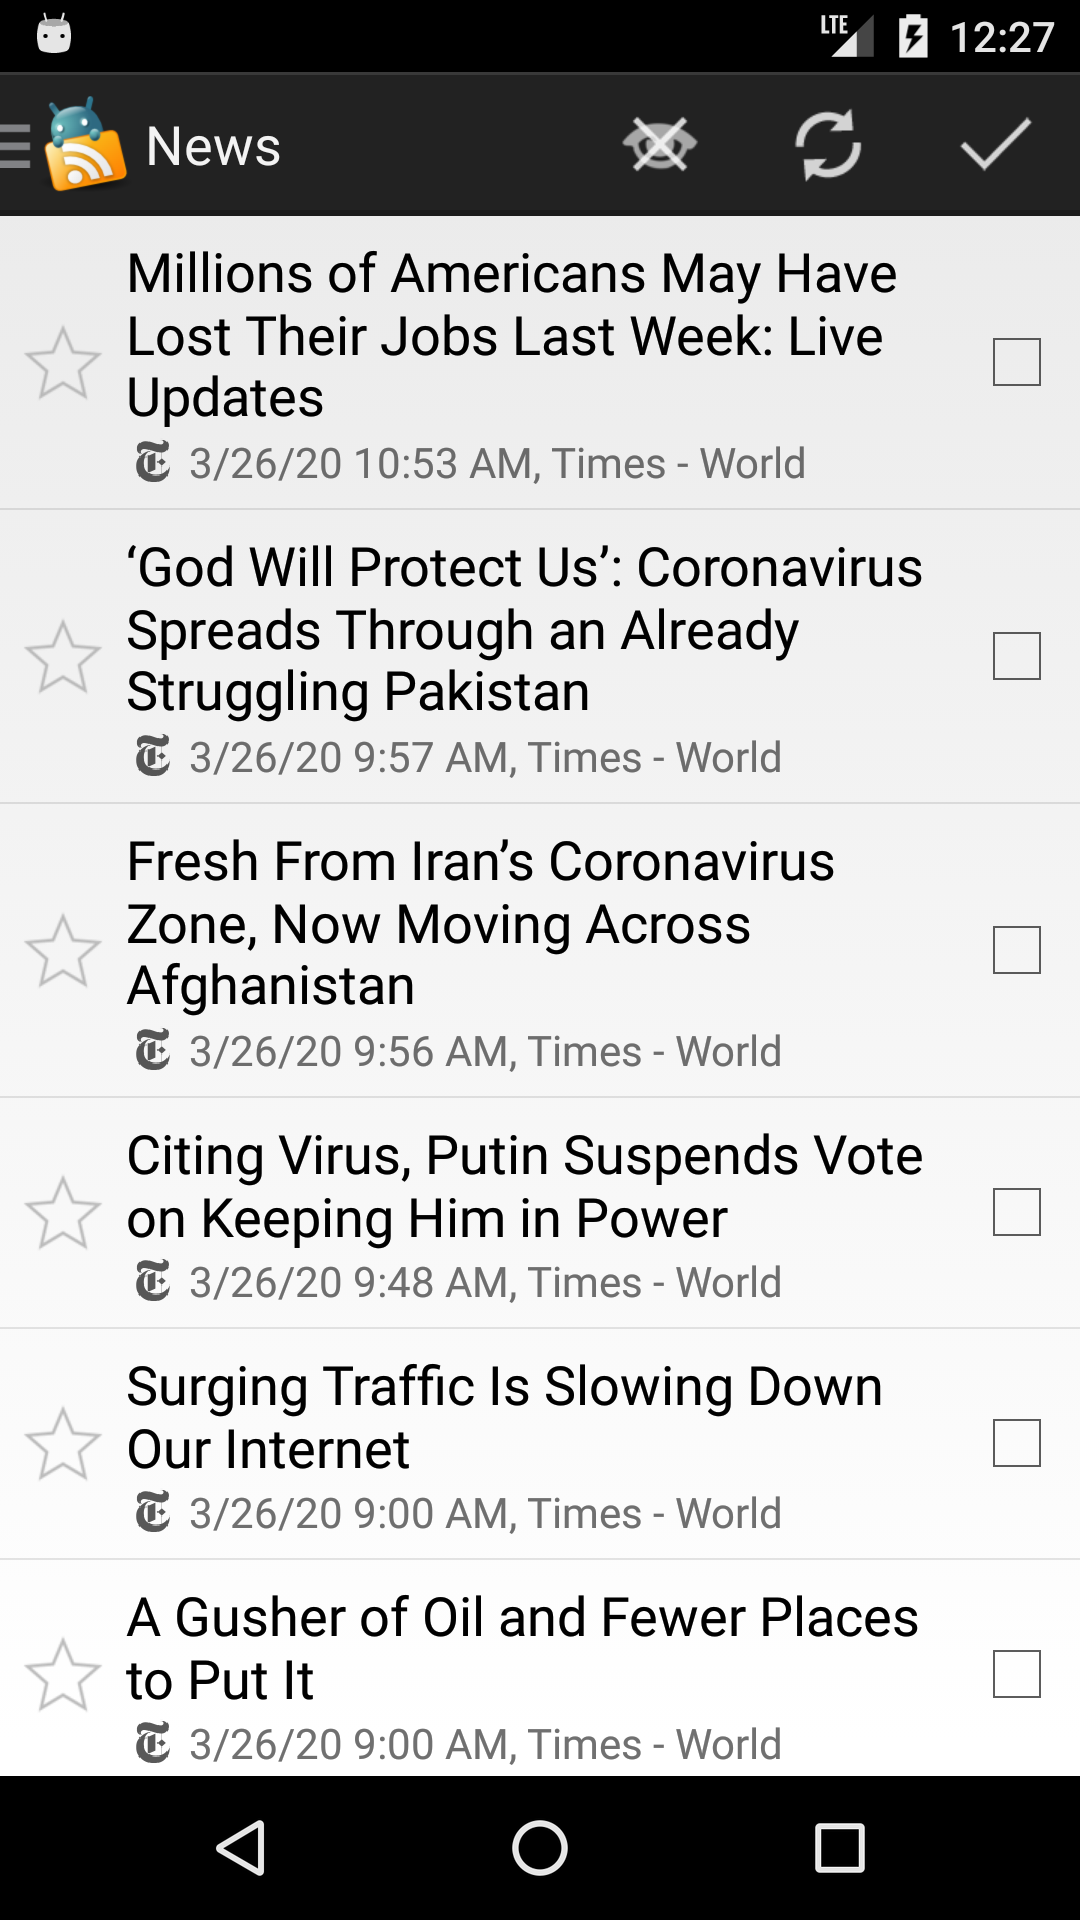 LTE 12:27
News
Millions of Americans May Have
Lost Their Jobs Last Week: Live
Updates
3/26/20 10:53 AM, Times - World
‘God Will Protect Us’: Coronavirus
Spreads Through an Already
Struggling Pakistan
3/26/20 9:57 AM, Times - World
Fresh From Iran’s Coronavirus
Zone, Now Moving Across
Afghanistan
3/26/20 9:56 AM, Times - World
Citing Virus, Putin Suspends Vote
on Keeping Him in Power
3/26/20 9:48 AM, Times - World
Surging Traffic Is Slowing Down
Our Internet
3/26/20 9:00 AM, Times - World
A Gusher of Oil and Fewer Places
to Put It
3/26/20 9:00 AM, Times - World